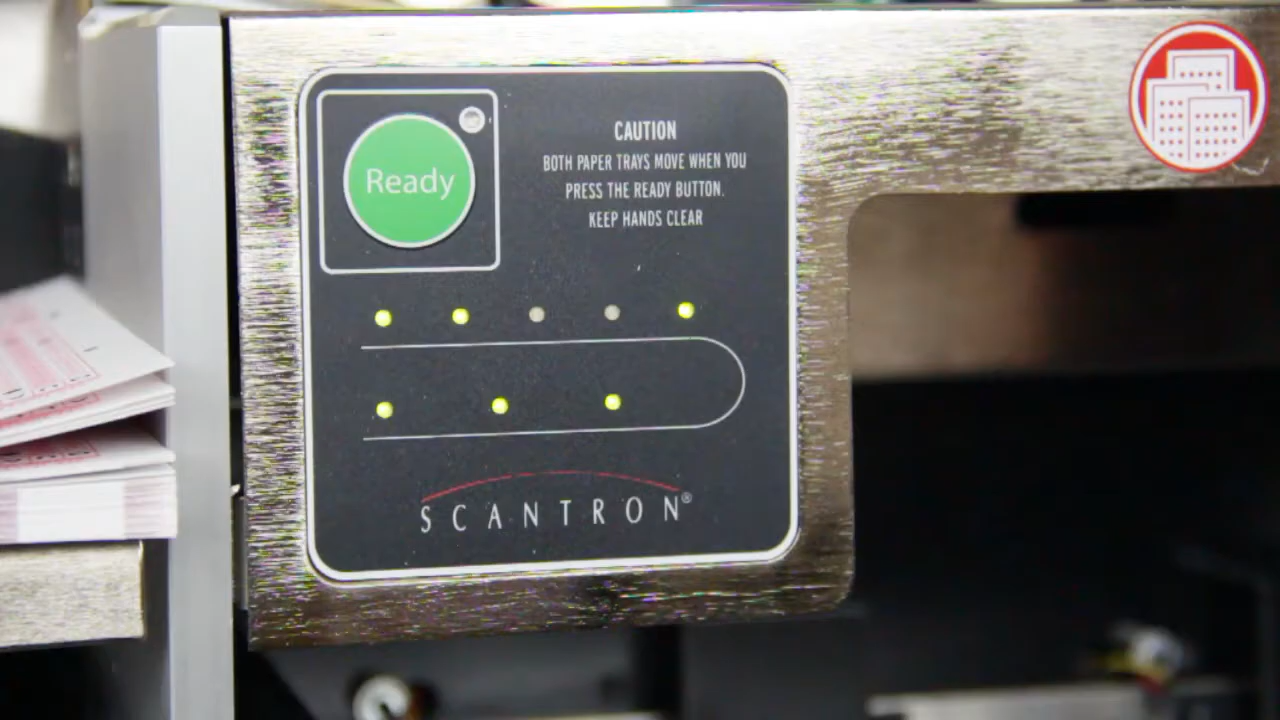 Ready
CAUTION
BOTH PAPER TRAYS MOVE WHEN YOU
PRESS THE READY BUTTON.
KEEP HANDS CLEAR
SCANTRON®